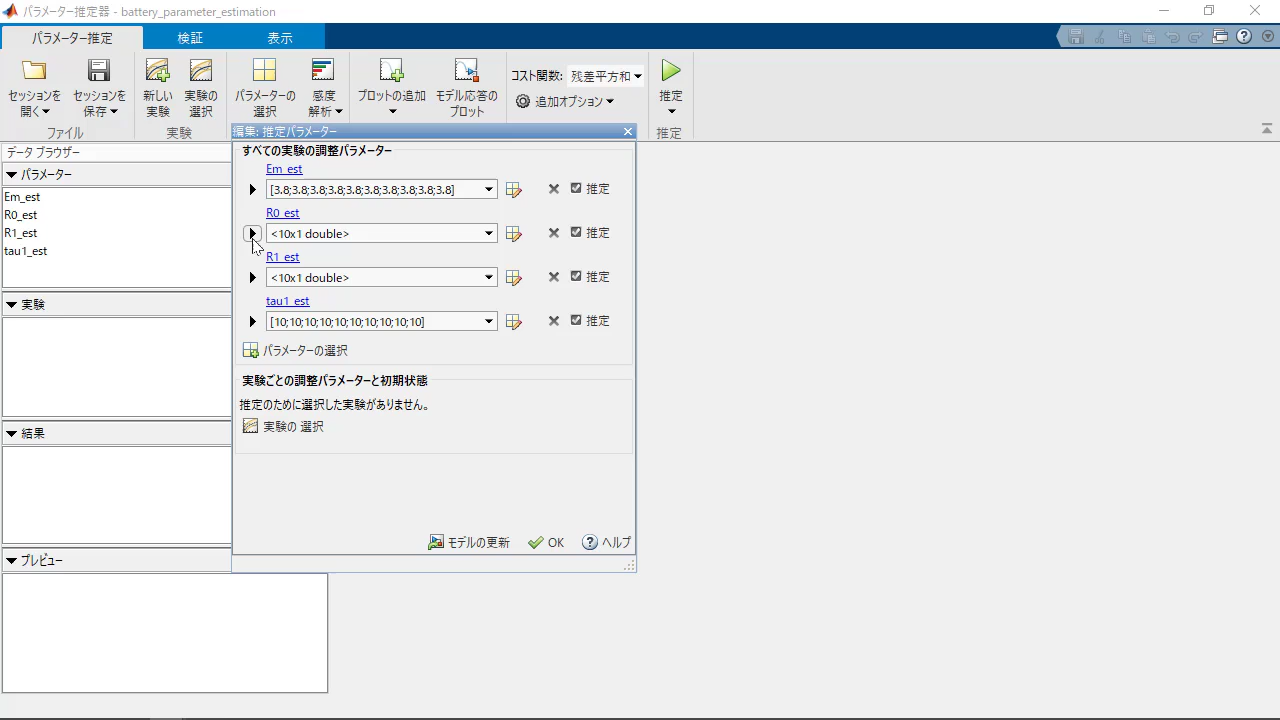 パラメーター推定器 - battery_parameter_estimation
パラメーター推定 検証 表示
セッションを開く
セッションを保存
新しい実験
実験の選択
パラメーターの選択
感度解析
プロットの追加
モデル応答のプロット
コスト関数: 残差平方和
追加オプション
推定
ファイル 実験 推定
データ ブラウザー
パラメーター
Em_est
R0_est
R1_est
tau1_est
実験
結果
プレビュー
編集: 推定パラメーター
すべての実験の調整パラメーター
Em_est
[3.8;3.8;3.8;3.8;3.8;3.8;3.8;3.8;3.8;3.8] 推定
R0_est
<10x1 double> 推定
R1_est
<10x1 double> 推定
tau1_est
[10;10;10;10;10;10;10;10;10;10] 推定
パラメーターの選択
実験ごとの調整パラメーターと初期状態
推定のために選択した実験がありません。
実験の 選択
モデルの更新 OK ヘルプ